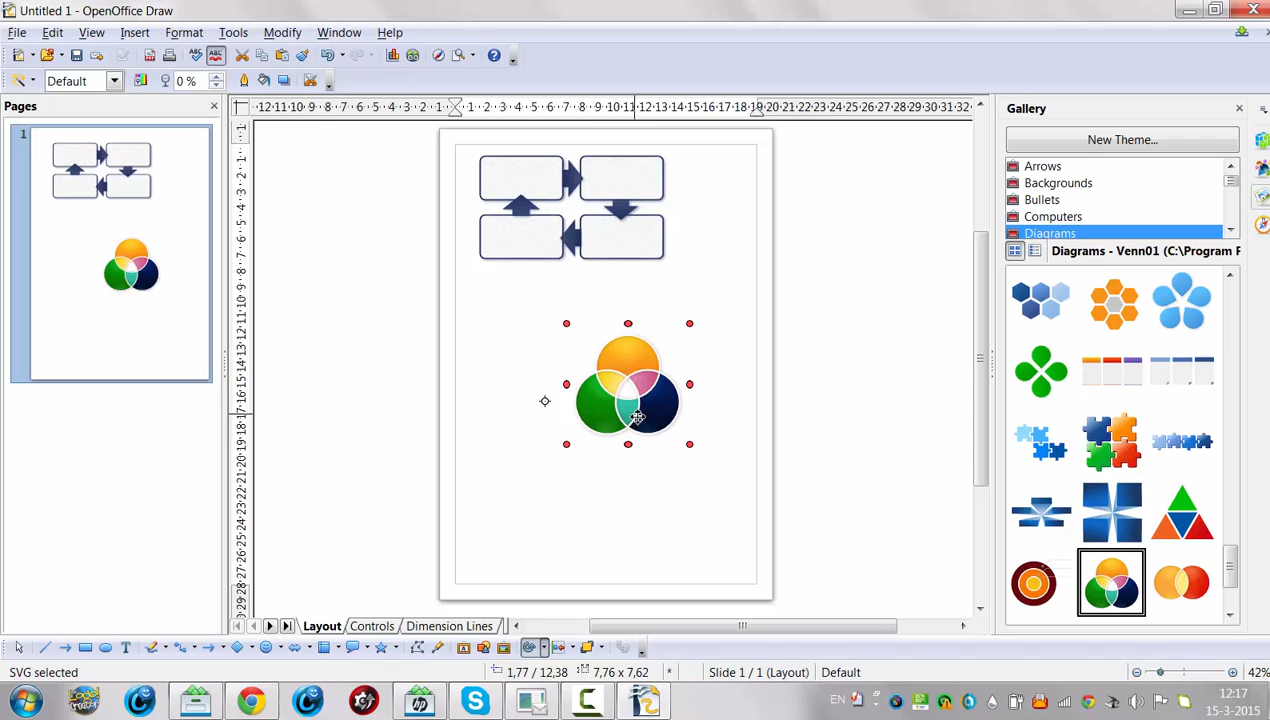 Untitled 1 - OpenOffice Draw
File Edit View Insert Format Tools Modify Window Help
Default 0 %
Pages
1
Gallery
New Theme...
Arrows
Backgrounds
Bullets
Computers
Diagrams
Diagrams - Venn01 (C:\Program F
Layout Controls Dimension Lines
SVG selected 1,77 / 12,38 7,76 x 7,62 * Slide 1 / 1 (Layout) Default 42%
EN 12:17
15-3-2015